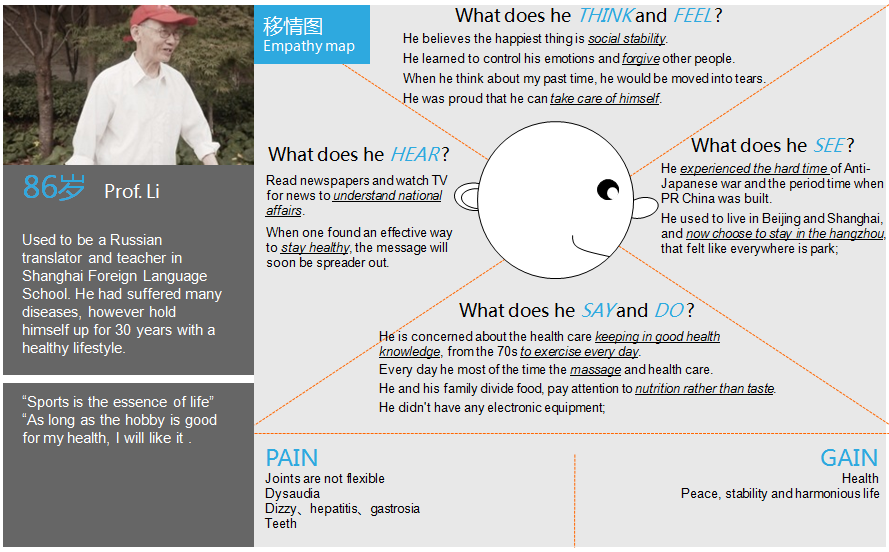 移情图
Empathy map
86岁 Prof. Li
Used to be a Russian
translator and teacher in
Shanghai Foreign Language
School. He had suffered many
diseases, however hold
himself up for 30 years with a
healthy lifestyle.
“Sports is the essence of life”
“As long as the hobby is good
for my health, I will like it .
What does he THINK and FEEL?
He believes the happiest thing is social stability.
He learned to control his emotions and forgive other people.
When he think about my past time, he would be moved into tears.
He was proud that he can take care of himself.
What does he HEAR?
Read newspapers and watch TV
for news to understand national
affairs.
When one found an effective way
to stay healthy, the message will
soon be spreader out.
What does he SEE?
He experienced the hard time of Anti-
Japanese war and the period time when
PR China was built.
He used to live in Beijing and Shanghai,
and now choose to stay in the hangzhou,
that felt like everywhere is park;
What does he SAY and DO?
He is concerned about the health care keeping in good health
knowledge, from the 70s to exercise every day.
Every day he most of the time the massage and health care.
He and his family divide food, pay attention to nutrition rather than taste.
He didn't have any electronic equipment;
PAIN
Joints are not flexible
Dysaudia
Dizzy、hepatitis、gastrosia
Teeth
GAIN
Health
Peace, stability and harmonious life